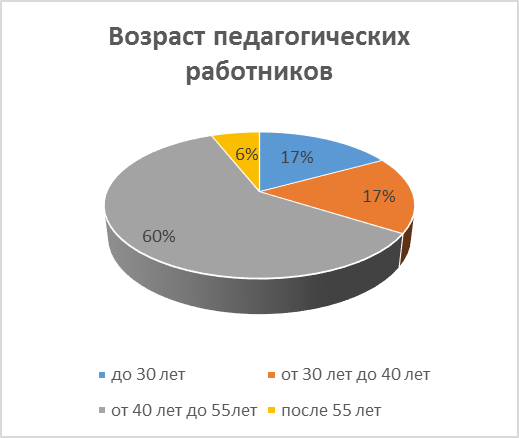 Возраст педагогических
работников
6%
17%
17%
60%
до 30 лет
от 30 лет до 40 лет
от 40 лет до 55лет
после 55 лет